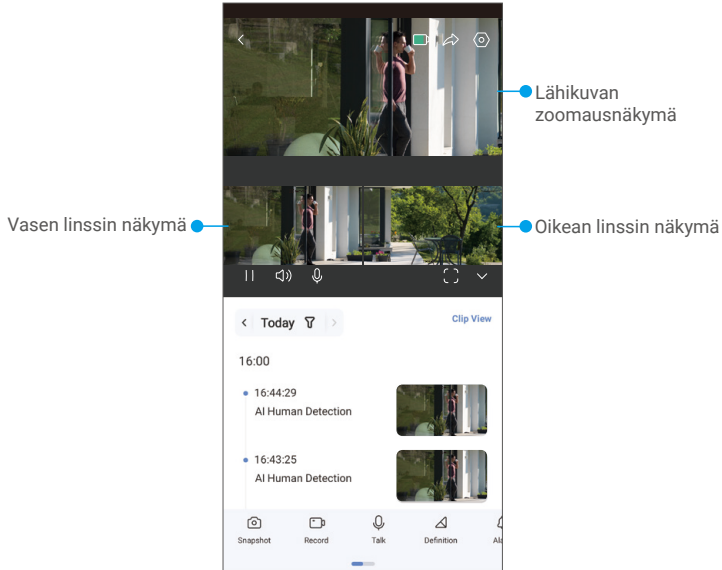 Lähikuvan
zoomausnäkymä
Vasen linssin näkymä
Oikean linssin näkymä
Today
Clip View
16:00
16:44:29
AI Human Detection
16:43:25
AI Human Detection
Snapshot
Record
Talk
Definition